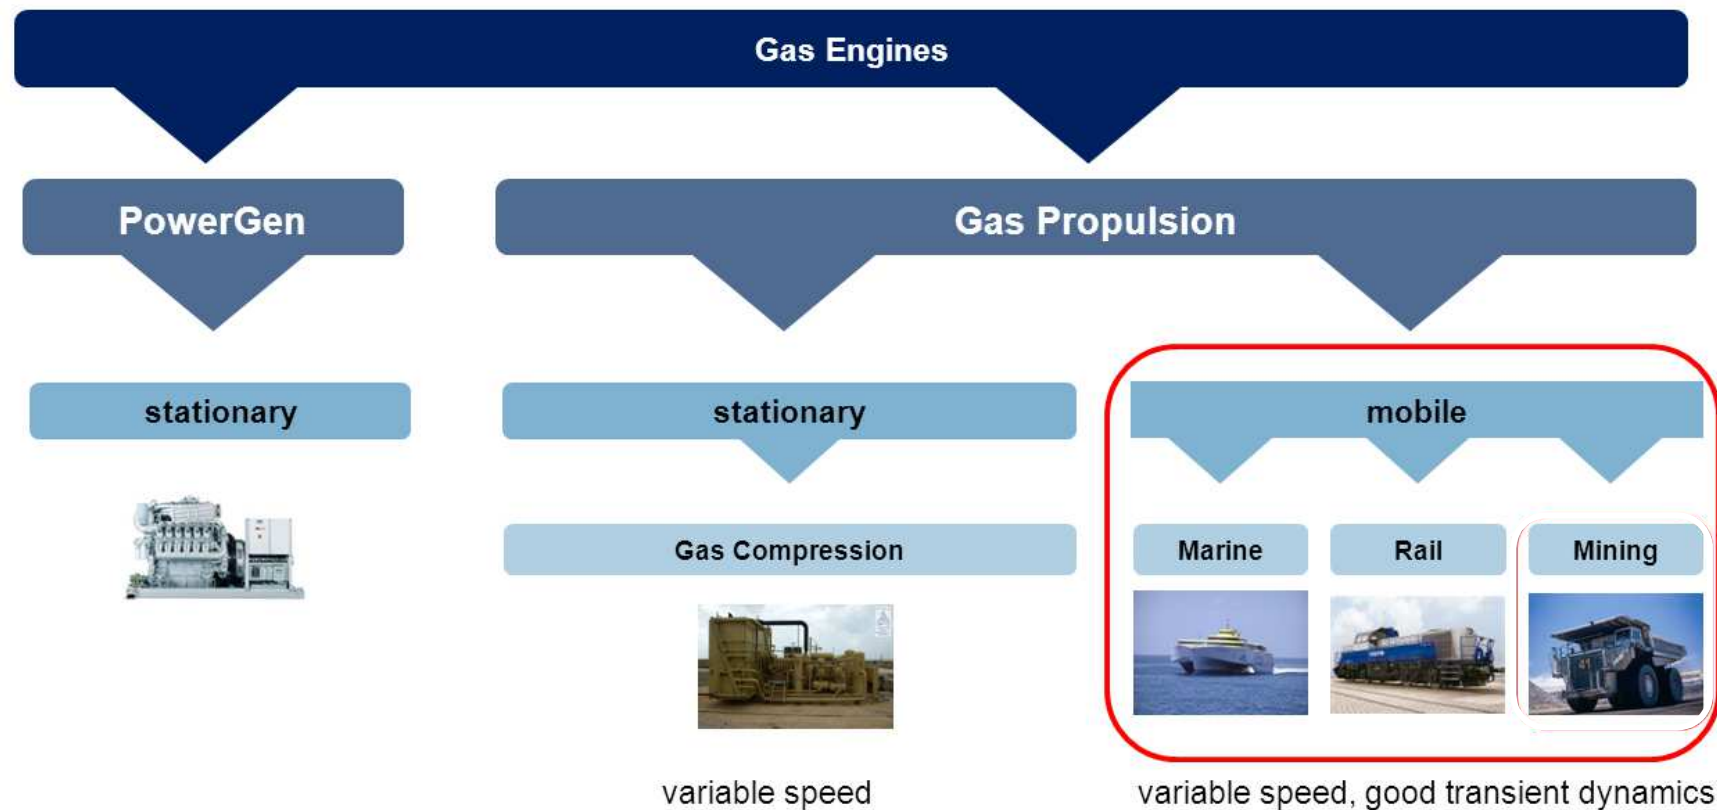 Gas Engines
PowerGen
Gas Propulsion
stationary
stationary
mobile
Gas Compression
Marine
Rail
Mining
41
variable speed
variable speed, good transient dynamics